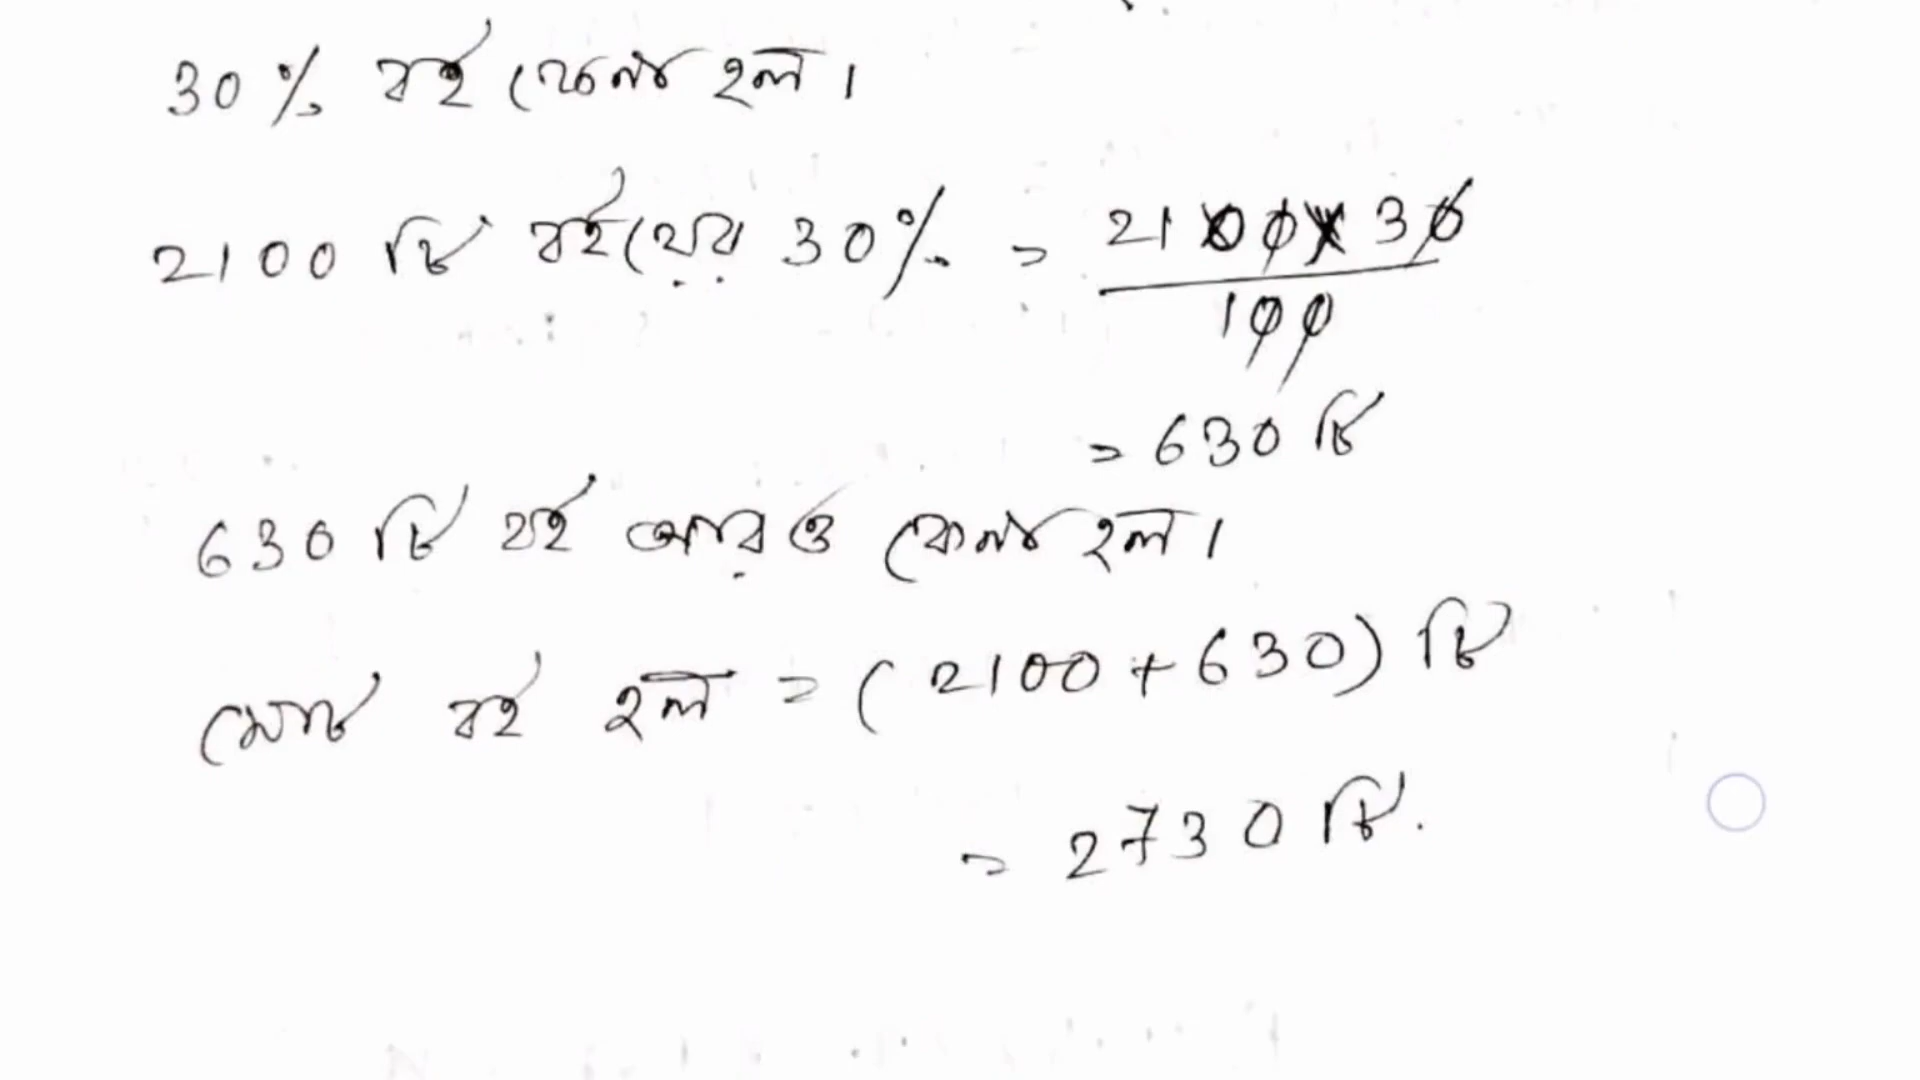 30% বই কেনা হল।
2100 টি বইয়ের 30% = 2100×30
100
= 630 টি
630 টি বই আরও কেনা হল।
মোট বই হল = (2100+630) টি
= 2730 টি.